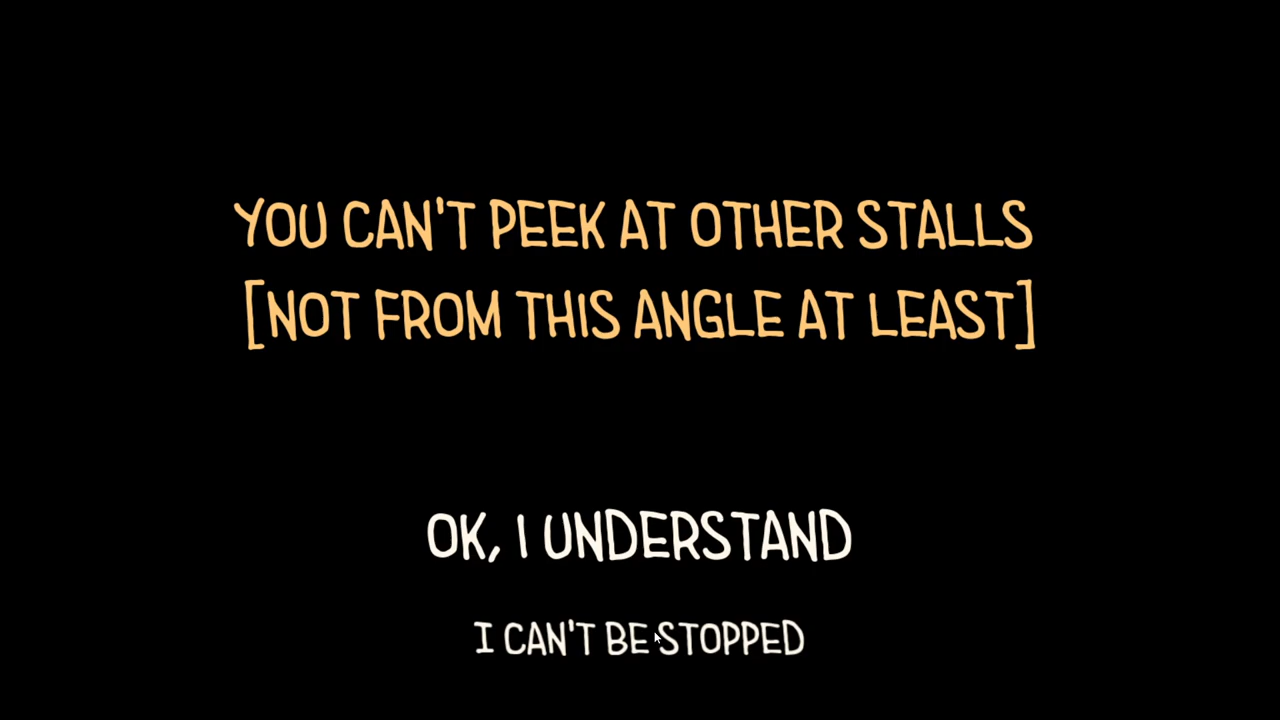 YOU CAN'T PEEK AT OTHER STALLS
[NOT FROM THIS ANGLE AT LEAST]
OK, I UNDERSTAND
I CAN'T BE STOPPED